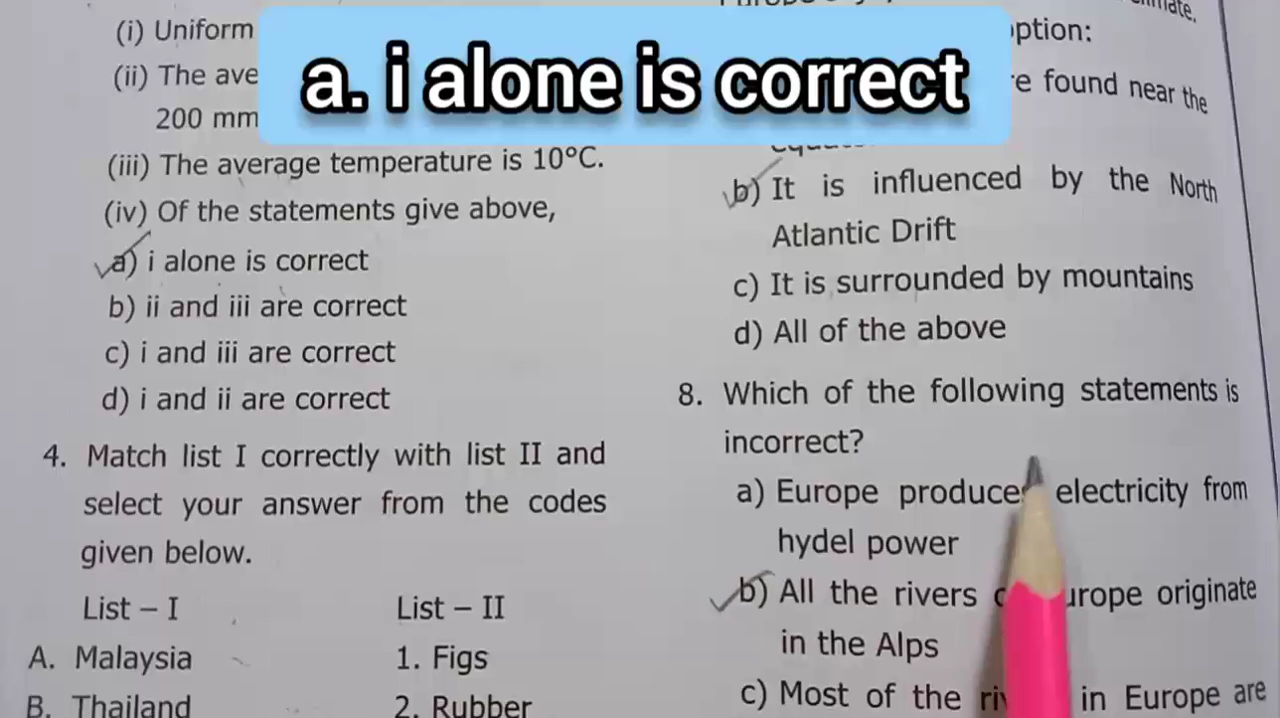 a. i alone is correct
(i) Uniform
(ii) The ave
200 mm
(iii) The average temperature is 10°C.
(iv) Of the statements give above,
a) i alone is correct
b) ii and iii are correct
c) i and iii are correct
d) i and ii are correct
4. Match list I correctly with list II and
select your answer from the codes
given below.
List – I List – II
A. Malaysia 1. Figs
B. Thailand 2. Rubber
ption:
e found near the
b) It is influenced by the North
Atlantic Drift
c) It is surrounded by mountains
d) All of the above
8. Which of the following statements is
incorrect?
a) Europe produces electricity from
hydel power
b) All the rivers urope originate
in the Alps
c) Most of the in Europe are